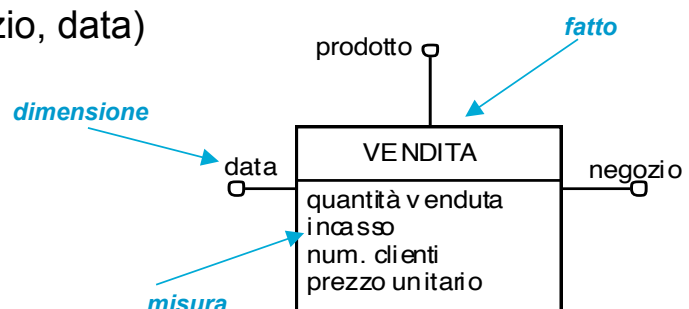 zio, data)
prodotto
fatto
dimensione
VENDITA
data
negozio
quantità venduta
incasso
num. clienti
prezzo unitario
misura